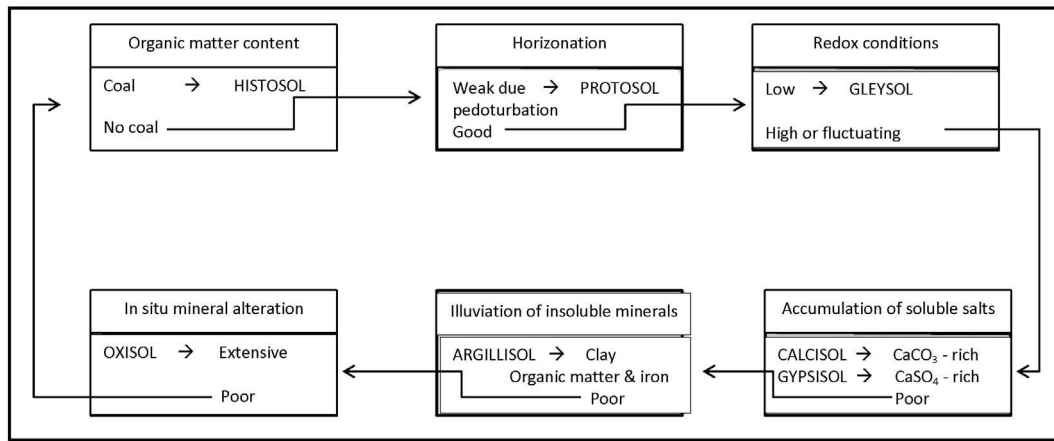 Organic matter content
Coal → HISTOSOL
No coal
Horizonation
Weak due → PROTOSOL
pedoturbation
Good
Redox conditions
Low → GLEYSOL
High or fluctuating
In situ mineral alteration
OXISOL → Extensive
Poor
Illuviation of insoluble minerals
ARGILLISOL → Clay
Organic matter & iron
Poor
Accumulation of soluble salts
CALCISOL → CaCO₃ - rich
GYPSISOL → CaSO₄ - rich
Poor